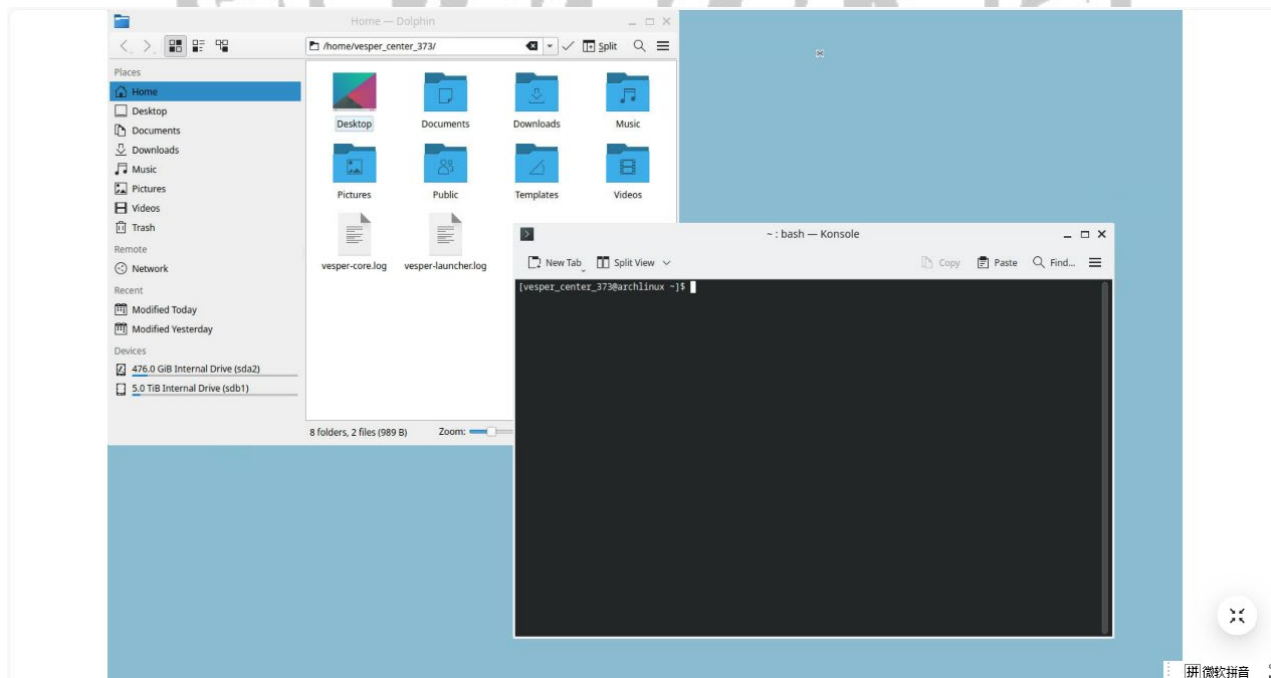 Home — Dolphin
/home/vesper_center_373/
Split
Places
Home
Desktop
Documents
Downloads
Music
Pictures
Videos
Trash
Remote
Network
Recent
Modified Today
Modified Yesterday
Devices
476.0 GiB Internal Drive (sda2)
5.0 TiB Internal Drive (sdb1)
Desktop
Documents
Downloads
Music
Pictures
Public
Templates
Videos
vesper-core.log
vesper-launcher.log
8 folders, 2 files (989 B)
Zoom:
~ : bash — Konsole
New Tab
Split View
Copy
Paste
Find...
[vesper_center_373@archlinux ~]$
拼 微软拼音